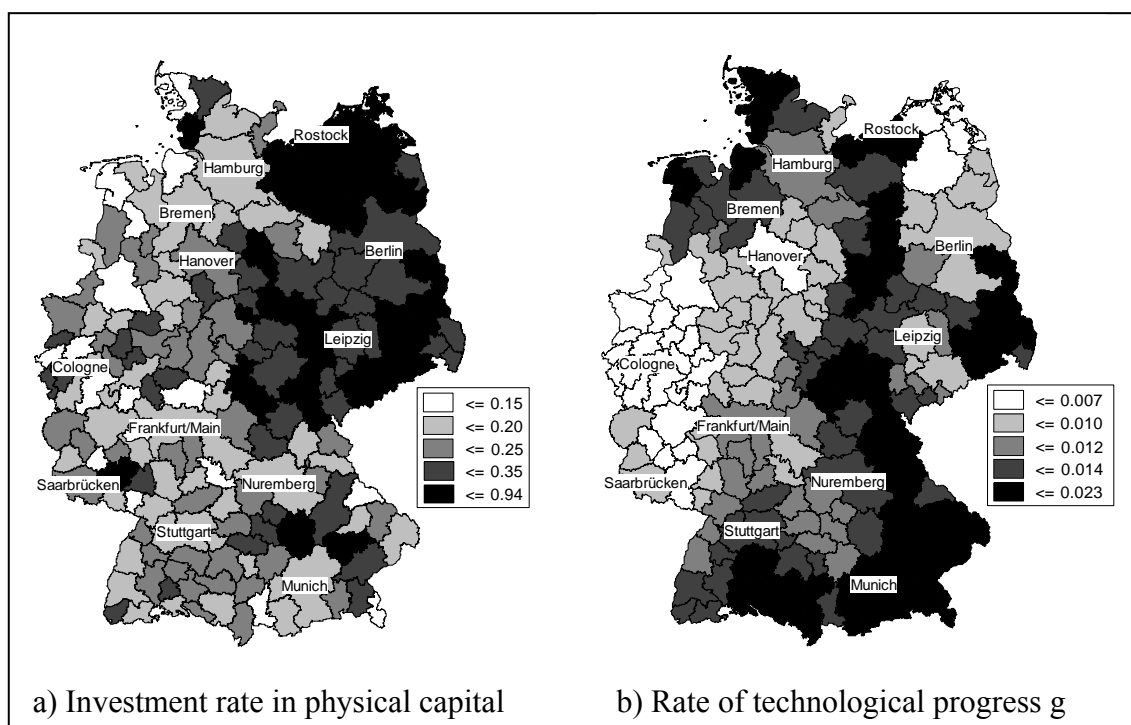 Rostock
Hamburg
Bremen
Berlin
Hanover
Leipzig
Cologne
Frankfurt/Main
Saarbrücken
Nuremberg
Stuttgart
Munich
<= 0.15
<= 0.20
<= 0.25
<= 0.35
<= 0.94
a) Investment rate in physical capital
Rostock
Hamburg
Bremen
Berlin
Hanover
Leipzig
Cologne
Frankfurt/Main
Saarbrücken
Nuremberg
Stuttgart
Munich
<= 0.007
<= 0.010
<= 0.012
<= 0.014
<= 0.023
b) Rate of technological progress g